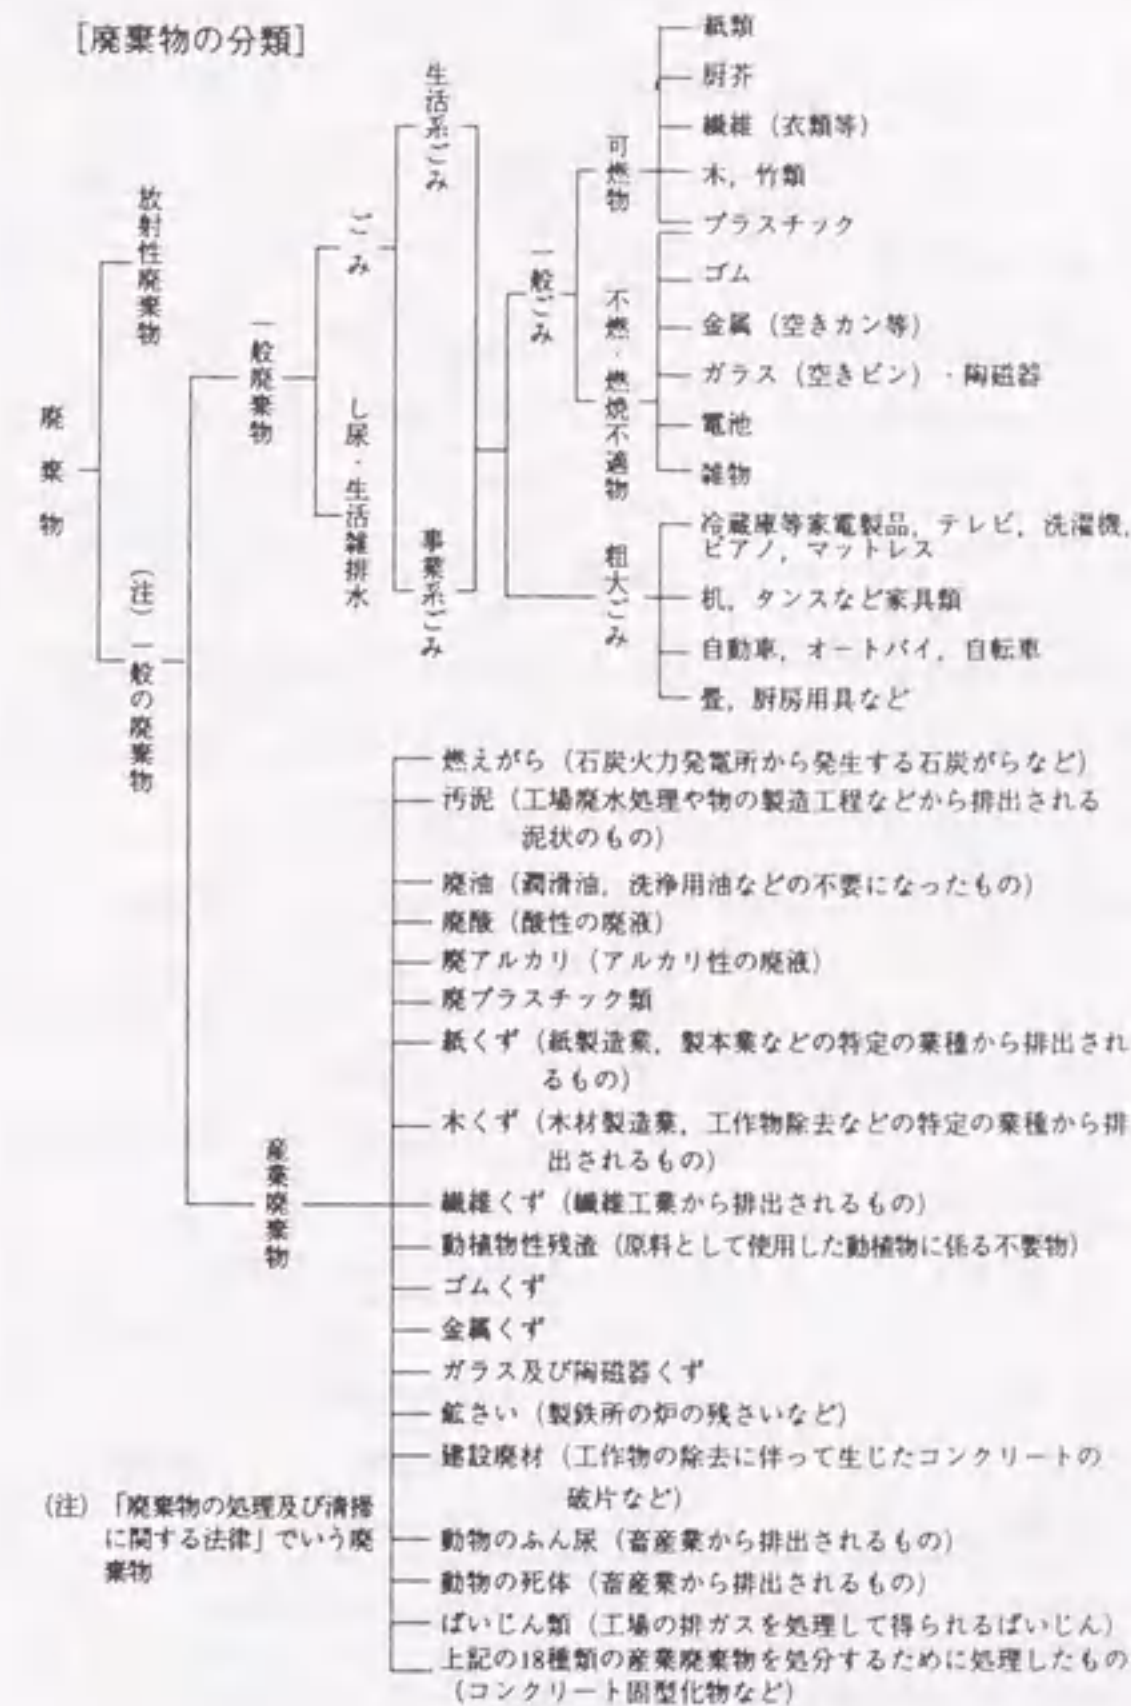 [廃棄物の分類]
廃棄物
放射性廃棄物
(注)一般の廃棄物
一般廃棄物
ごみ
し尿・生活雑排水
生活系ごみ
事業系ごみ
一般ごみ
可燃物
紙類
厨芥
繊維（衣類等）
木，竹類
プラスチック
不燃・燃焼不適物
ゴム
金属（空きカン等）
ガラス（空きビン）・陶磁器
電池
雑物
粗大ごみ
冷蔵庫等家電製品，テレビ，洗濯機，
ピアノ，マットレス
机，タンスなど家具類
自動車，オートバイ，自転車
畳，厨房用具など
産業廃棄物
燃えがら（石炭火力発電所から発生する石炭がらなど）
汚泥（工場廃水処理や物の製造工程などから排出される
泥状のもの）
廃油（潤滑油，洗浄用油などの不要になったもの）
廃酸（酸性の廃液）
廃アルカリ（アルカリ性の廃液）
廃プラスチック類
紙くず（紙製造業，製本業などの特定の業種から排出され
るもの）
木くず（木材製造業，工作物除去などの特定の業種から排
出されるもの）
繊維くず（繊維工業から排出されるもの）
動植物性残渣（原料として使用した動植物に係る不要物）
ゴムくず
金属くず
ガラス及び陶磁器くず
鉱さい（製鉄所の炉の残さいなど）
建設廃材（工作物の除去に伴って生じたコンクリートの
破片など）
動物のふん尿（畜産業から排出されるもの）
動物の死体（畜産業から排出されるもの）
ばいじん類（工場の排ガスを処理して得られるばいじん）
上記の18種類の産業廃棄物を処分するために処理したもの
（コンクリート固型化物など）
(注) 「廃棄物の処理及び清掃
に関する法律」でいう廃
棄物